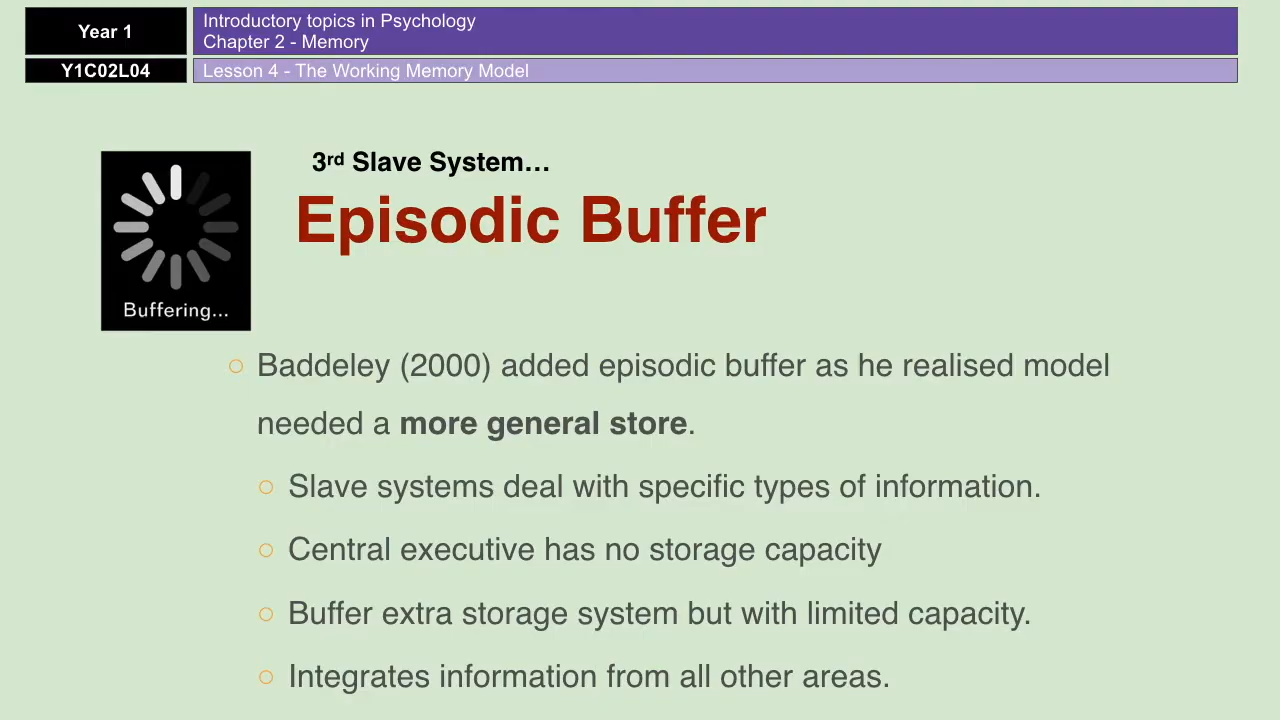 Year 1
Introductory topics in Psychology
Chapter 2 - Memory
Y1C02L04
Lesson 4 - The Working Memory Model
3rd Slave System...
Episodic Buffer
Buffering...
○ Baddeley (2000) added episodic buffer as he realised model
needed a more general store.
○ Slave systems deal with specific types of information.
○ Central executive has no storage capacity
○ Buffer extra storage system but with limited capacity.
○ Integrates information from all other areas.